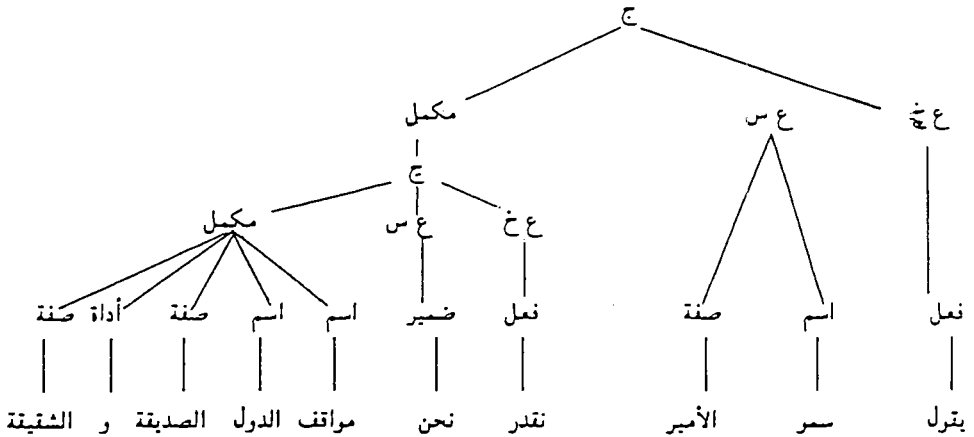 ج
ع خ ع س مكمل
ج
ع خ ع س مكمل
فعل اسم صفة فعل ضمير اسم اسم صفة أداة صفة
يقول سمر الأمير نقدر نحن مواقف الدول الصديقة و الشقيقة